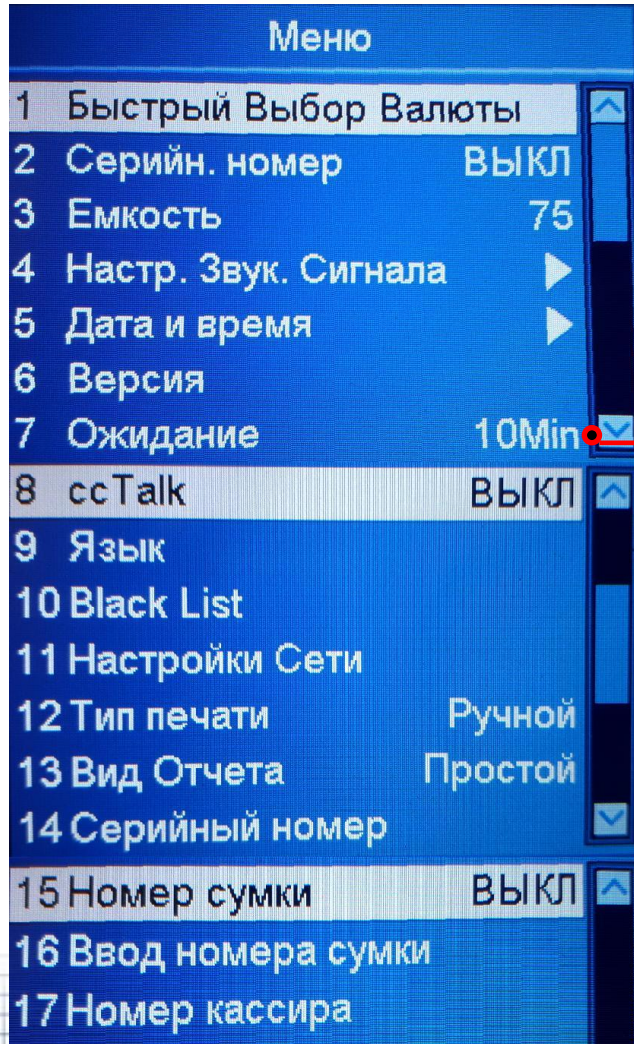 Меню
1 Быстрый Выбор Валюты
2 Серийн. номер ВЫКЛ
3 Емкость 75
4 Настр. Звук. Сигнала
5 Дата и время
6 Версия
7 Ожидание 10Min
8 ccTalk ВЫКЛ
9 Язык
10 Black List
11 Настройки Сети
12 Тип печати Ручной
13 Вид Отчета Простой
14 Серийный номер
15 Номер сумки ВЫКЛ
16 Ввод номера сумки
17 Номер кассира